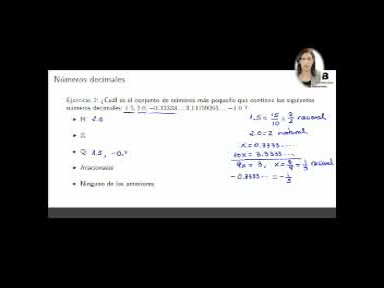 B
Números decimales
Ejercicio 2: ¿Cuál es el conjunto de números más pequeño que contiene los siguientes
números decimales: 1.5, 2.0, −0.33333..., 3.14159265..., −1.0 ?
N: 2.0
Z:
Q: 1.5, -0.3
Irracionales
Ninguno de los anteriores
1.5 = 15/10 = 3/2 racional
2.0 = 2 natural
x = 0.3333...
10x = 3.3333...
9x = 3, x = 3/9 = 1/3 racional
-0.3333... = -1/3